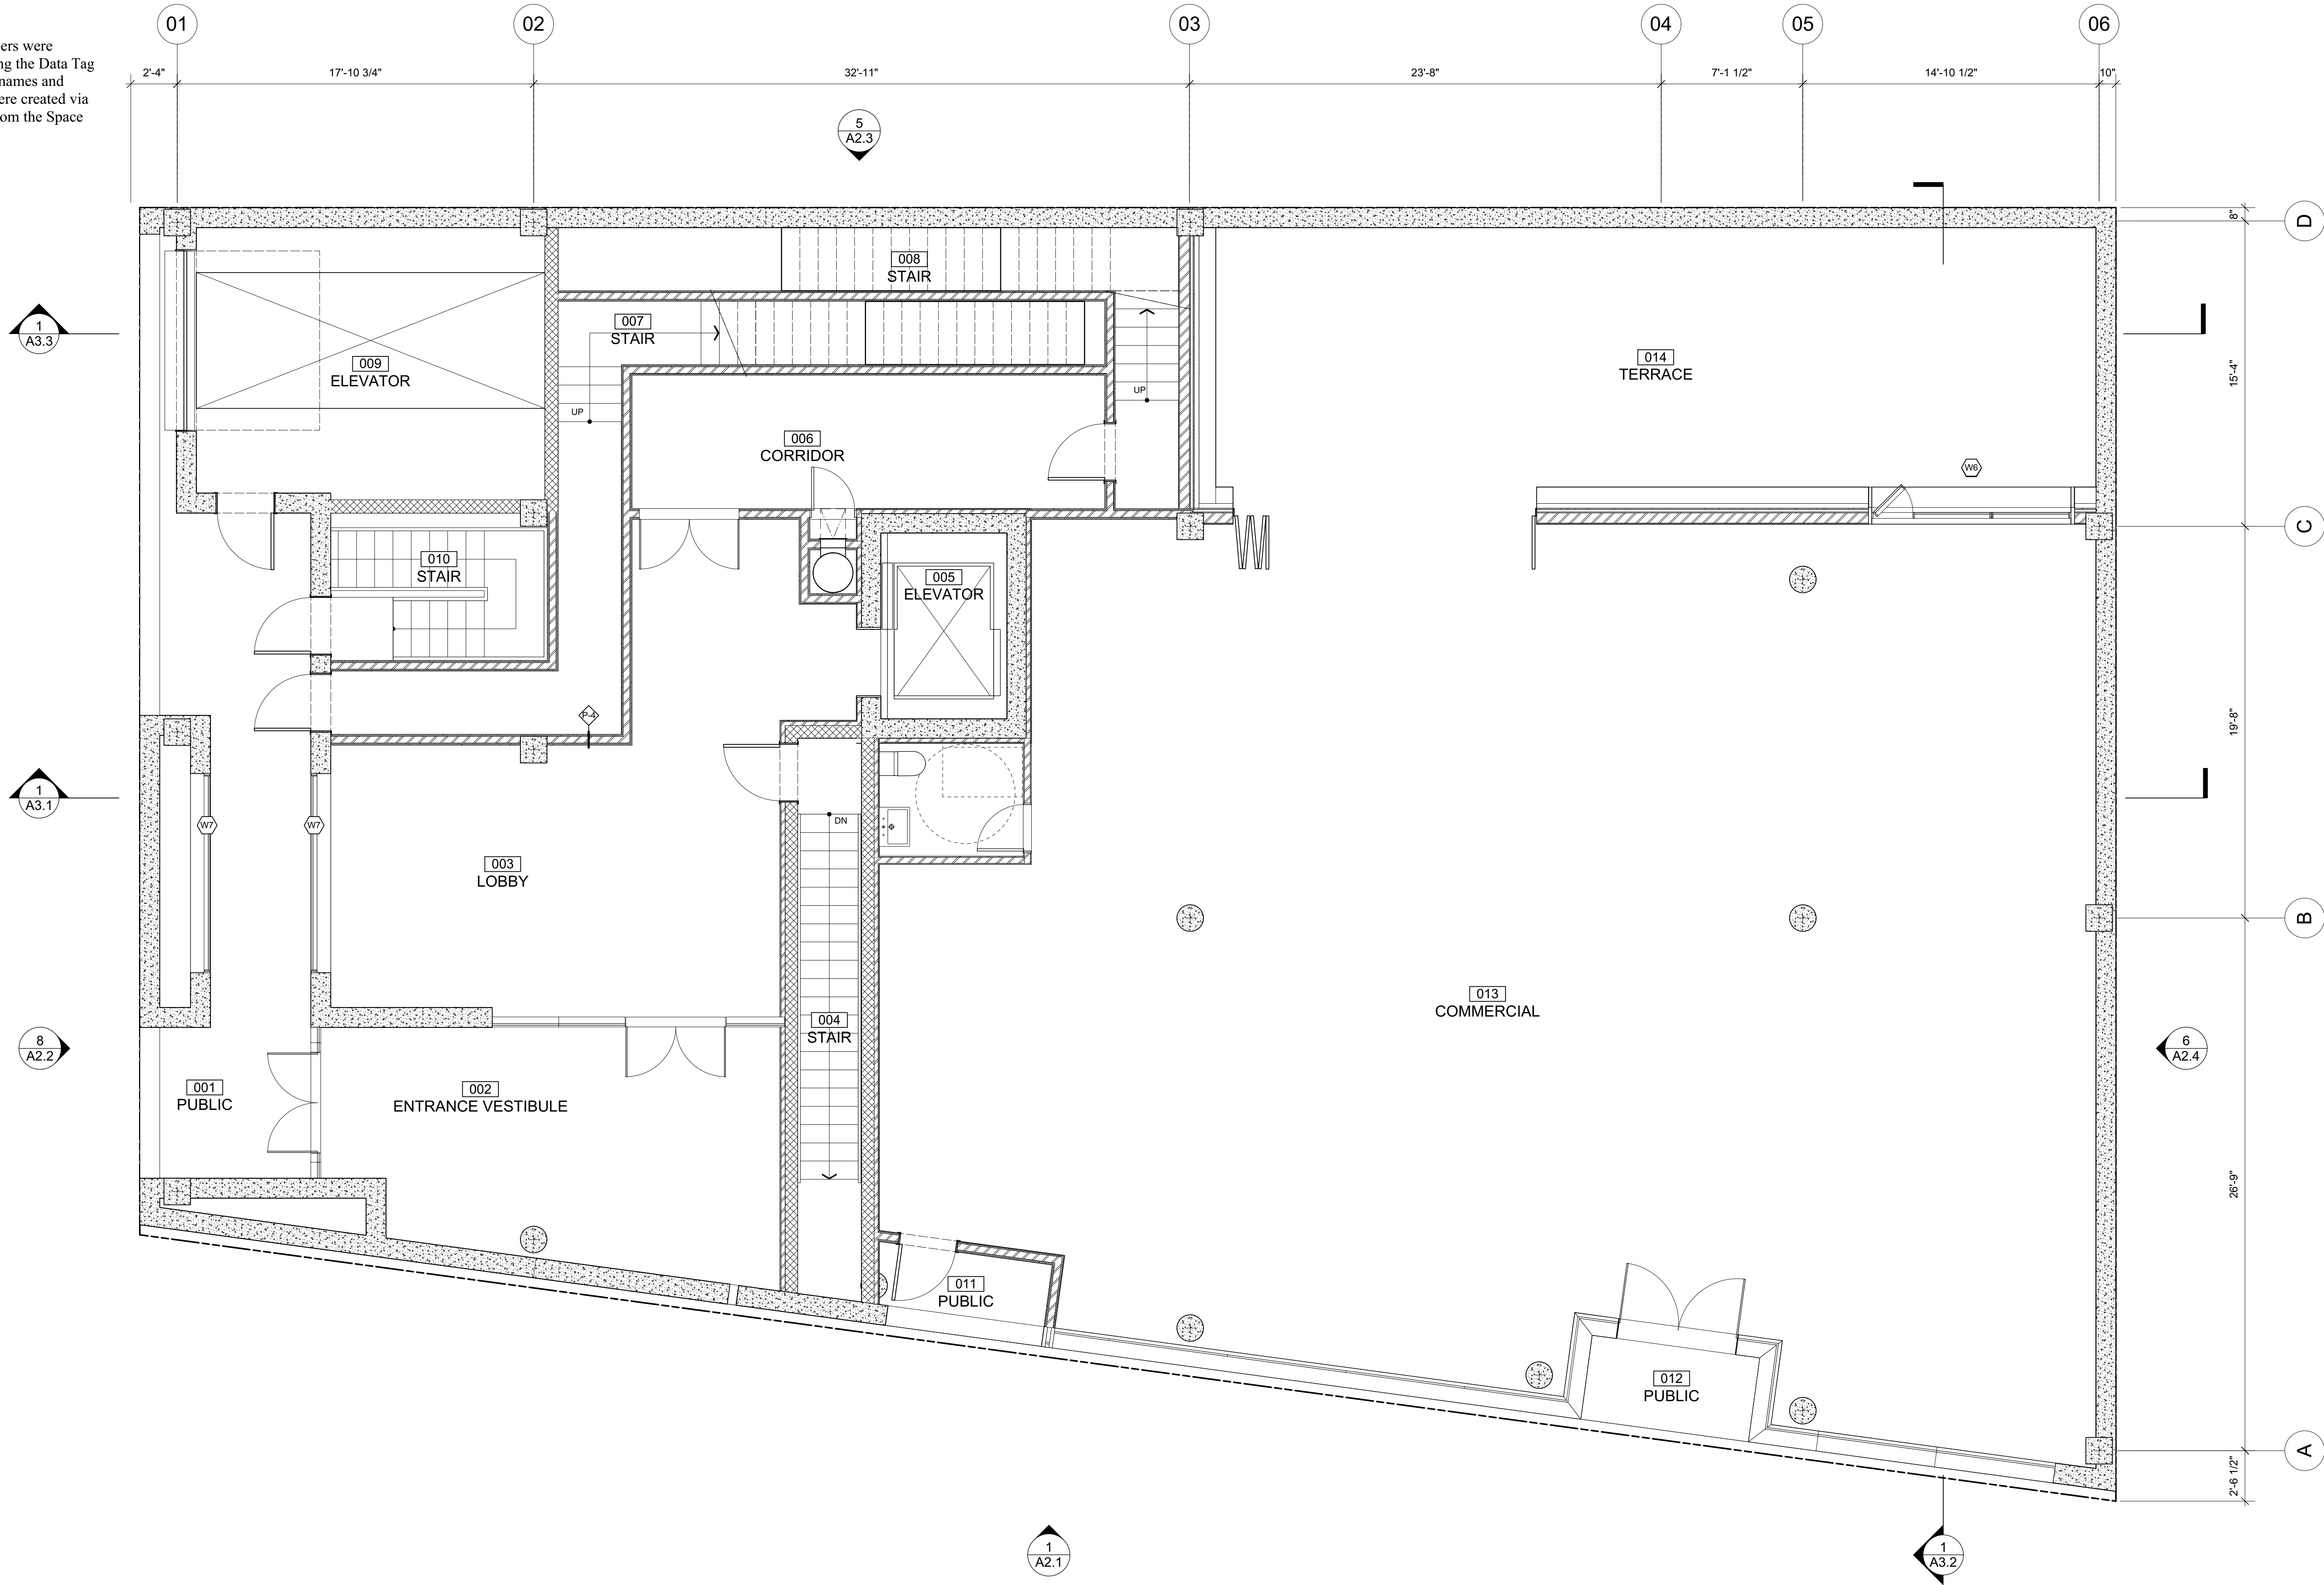 01
02
03
04
05
06
ers were
ng the Data Tag
names and
ere created via
om the Space
2'-4"
17'-10 3/4"
32'-11"
23'-8"
7'-1 1/2"
14'-10 1/2"
10"
5
A2.3
8"
D
008
STAIR
007
STAIR
1
A3.3
009
ELEVATOR
014
TERRACE
15'-4"
UP
UP
006
CORRIDOR
W6
C
010
STAIR
005
ELEVATOR
P-4
19'-8"
1
A3.1
W7
W7
DN
003
LOBBY
B
013
COMMERCIAL
004
STAIR
8
A2.2
6
A2.4
001
PUBLIC
002
ENTRANCE VESTIBULE
26'-9"
011
PUBLIC
012
PUBLIC
A
2'-6 1/2"
1
A2.1
1
A3.2